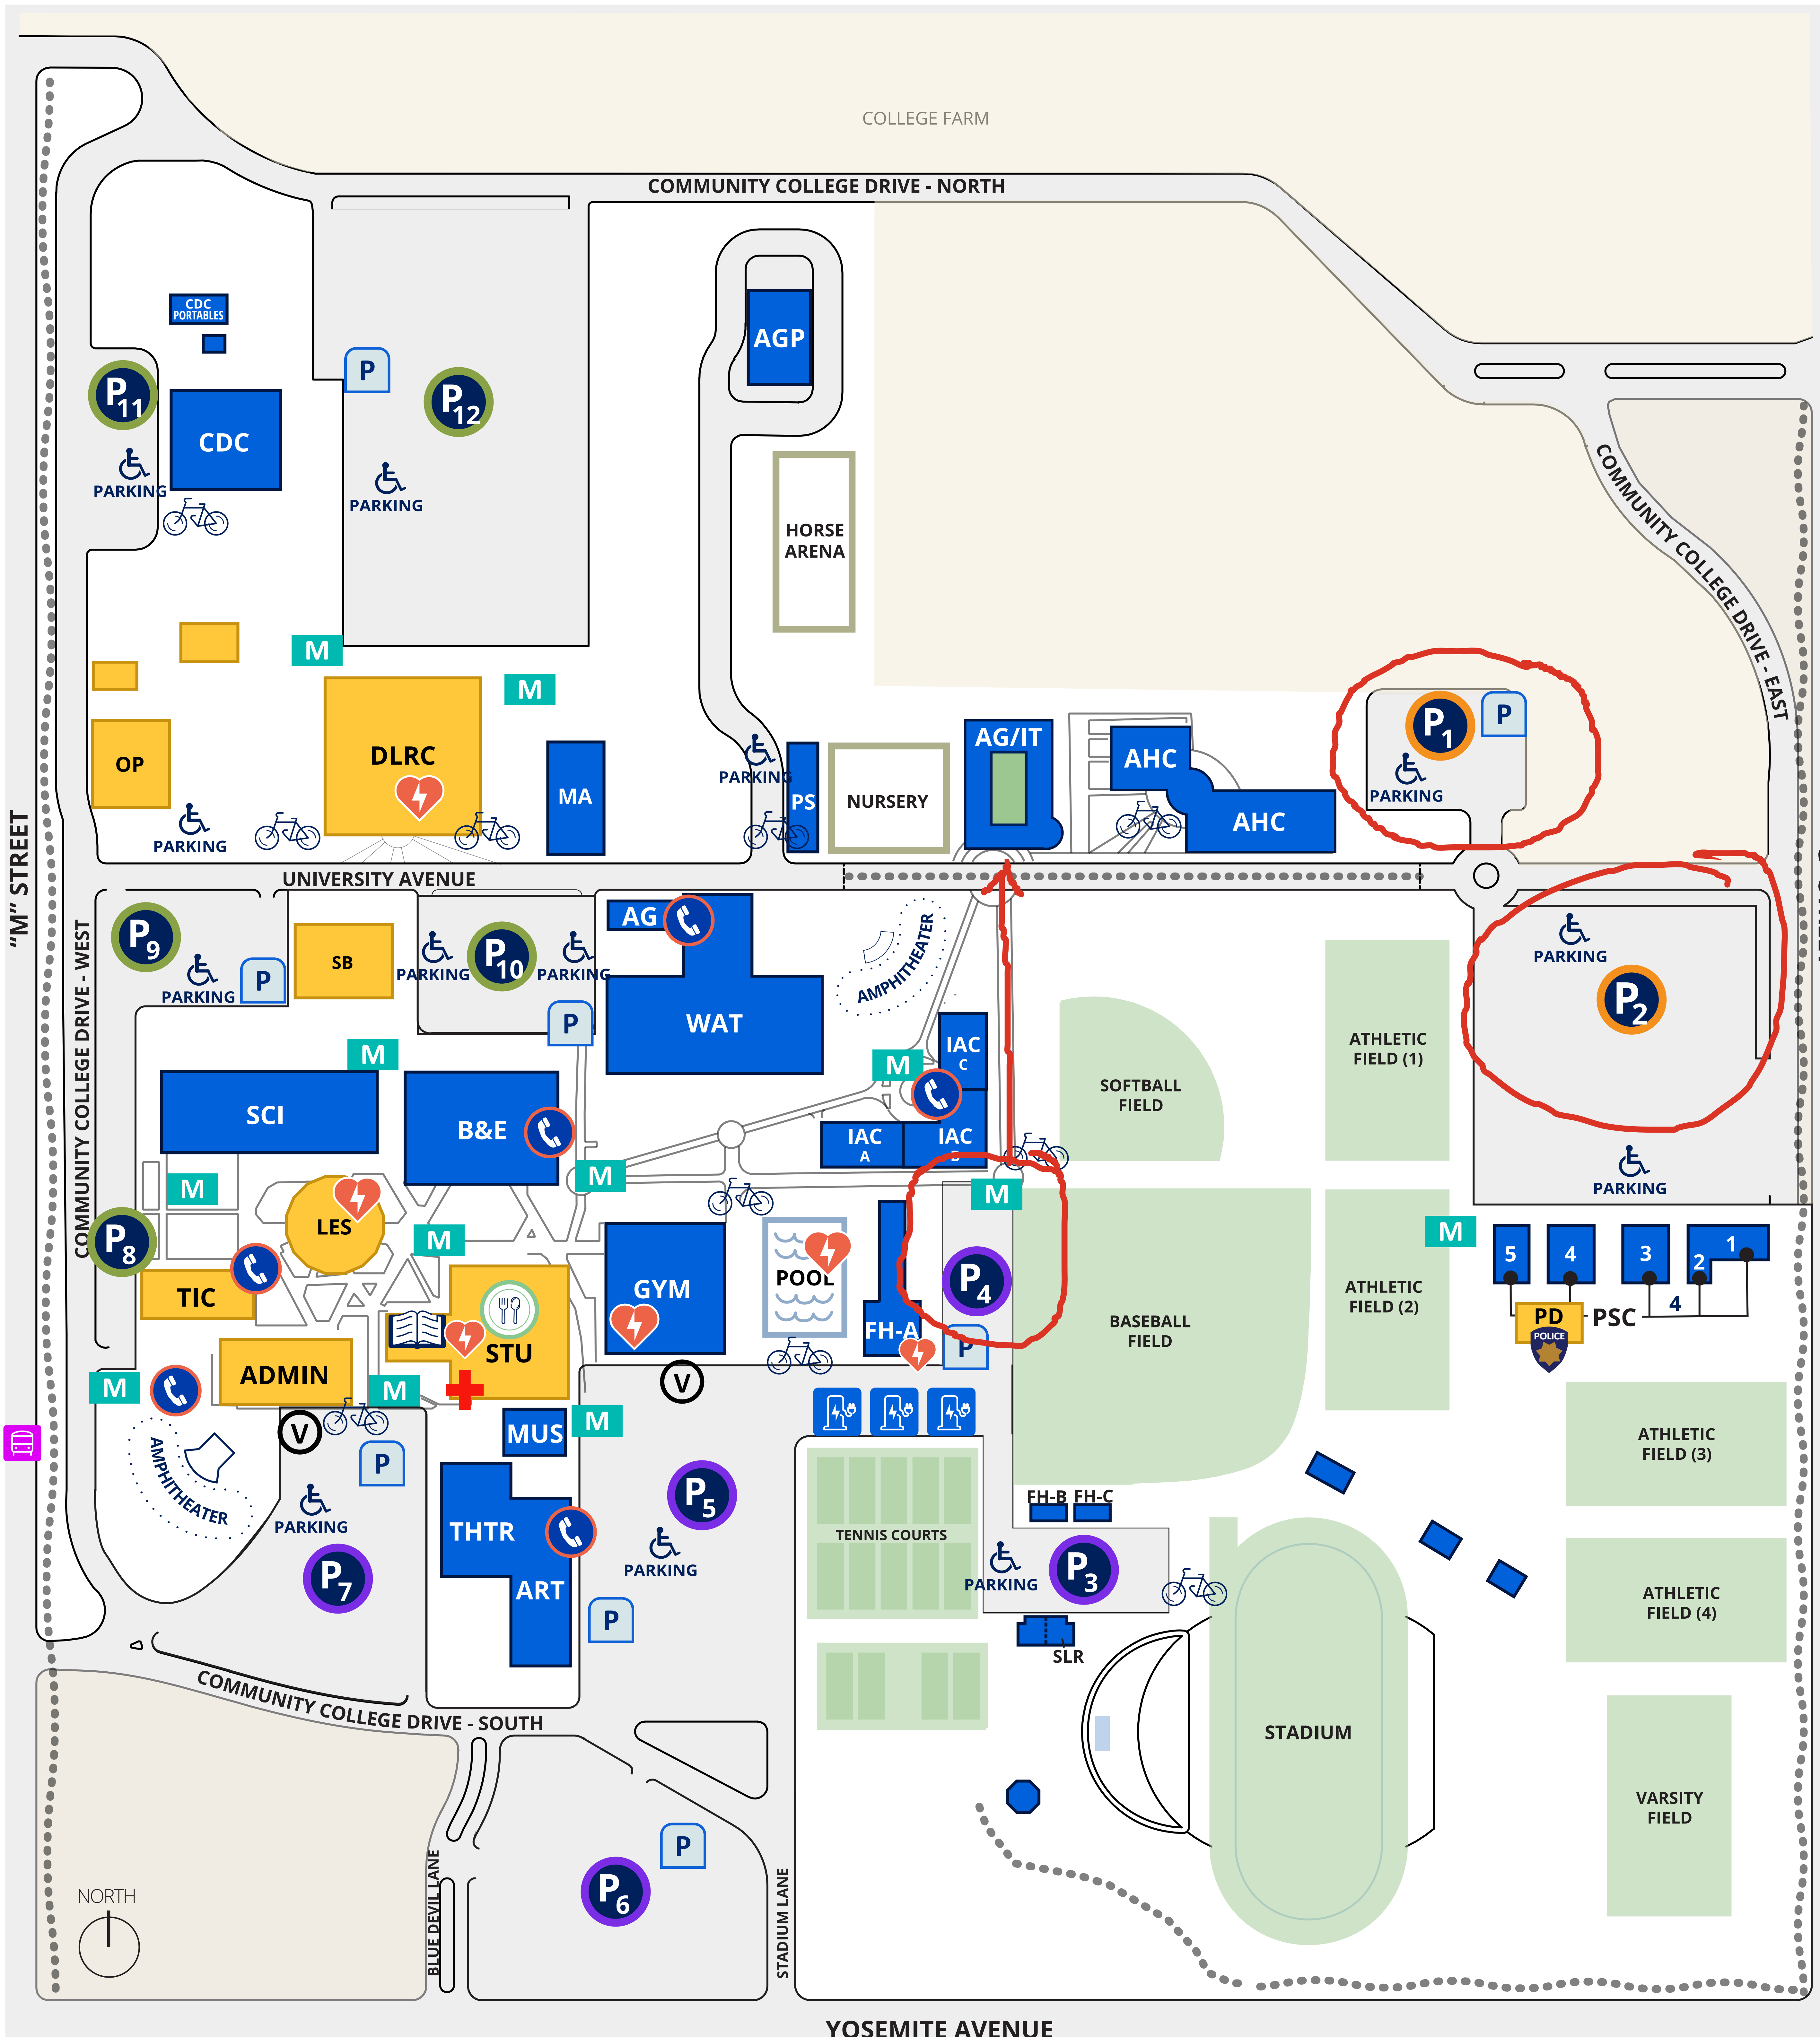 COLLEGE FARM
COMMUNITY COLLEGE DRIVE - NORTH
CDC
PORTABLES
AGP
P
P11
P12
CDC
PARKING
PARKING
HORSE
ARENA
COMMUNITY COLLEGE DRIVE - EAST
M
M
P1
P
AG/IT
OP
DLRC
MA
PARKING
PS
NURSERY
AHC
AHC
PARKING
PARKING
"M" STREET
UNIVERSITY AVENUE
COMMUNITY COLLEGE DRIVE - WEST
P9
PARKING
P
SB
PARKING
P10
PARKING
P
AG
WAT
AMPHITHEATER
PARKING
P2
M
M
IAC
C
ATHLETIC
FIELD (1)
SOFTBALL
FIELD
SCI
B&E
IAC
A
IAC
B
PARKING
M
M
M
P8
LES
M
M
5
4
3
2
1
TIC
GYM
POOL
P4
ATHLETIC
FIELD (2)
4
PD
PSC
POLICE
BASEBALL
FIELD
FH-A
P
ADMIN
STU
M
M
V
V
MUS
M
AMPHITHEATER
P
PARKING
P7
THTR
ART
P5
PARKING
P
ATHLETIC
FIELD (3)
FH-B
FH-C
TENNIS COURTS
PARKING
P3
SLR
ATHLETIC
FIELD (4)
COMMUNITY COLLEGE DRIVE - SOUTH
STADIUM
VARSITY
FIELD
P
P6
BLUE DEVIL LANE
STADIUM LANE
NORTH
YOSEMITE AVENUE